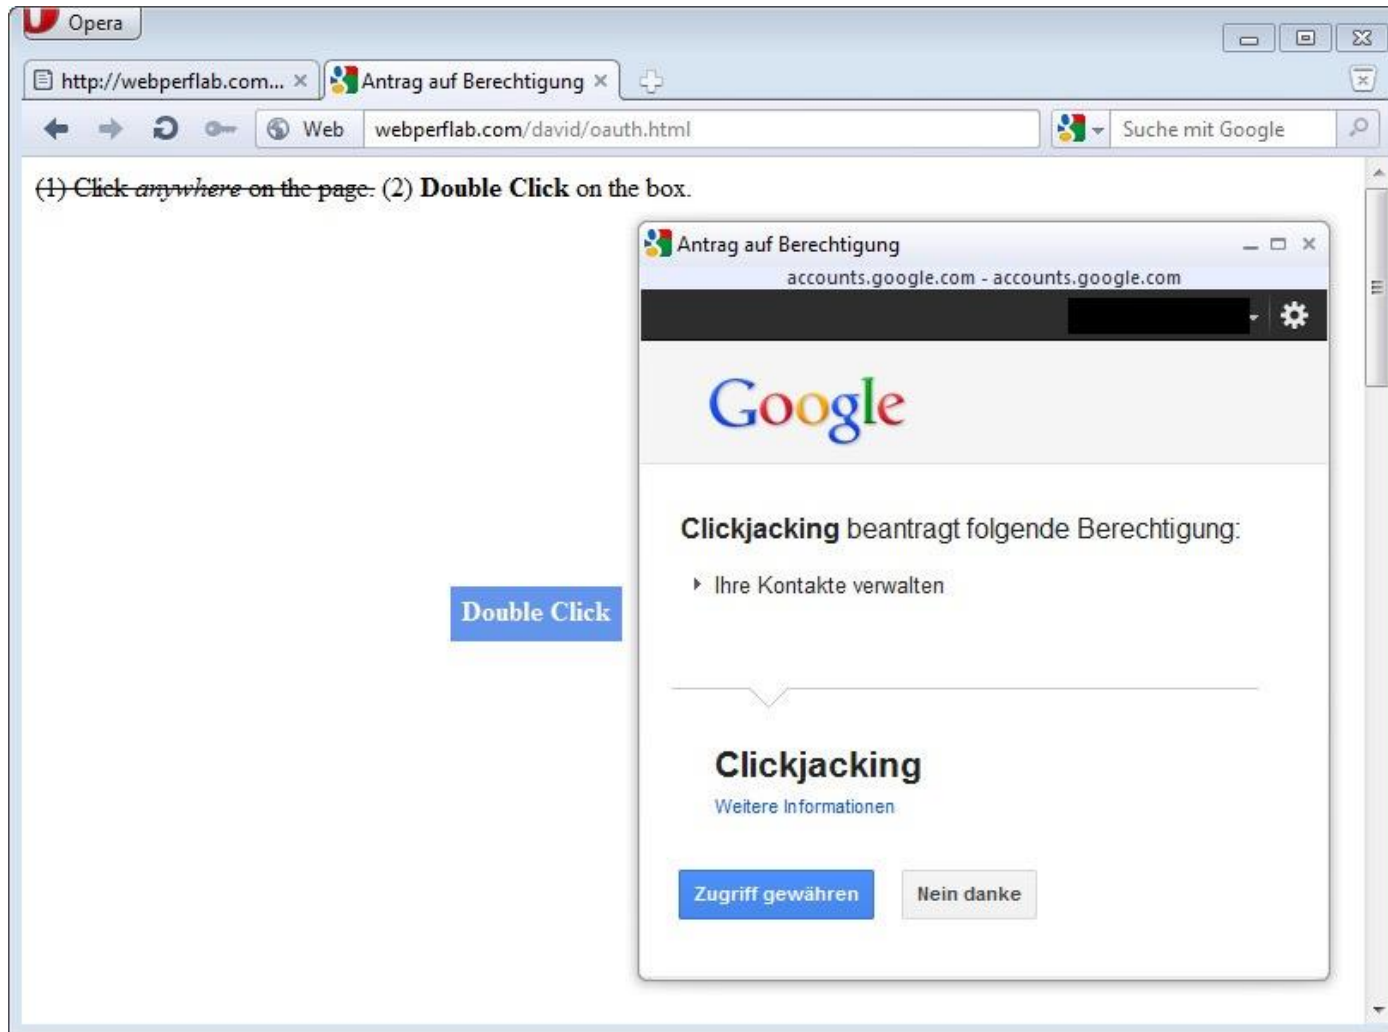 Opera
http://webperflab.com...
Antrag auf Berechtigung
Web
webperflab.com/david/oauth.html
Suche mit Google
(1) Click anywhere on the page. (2) Double Click on the box.
Antrag auf Berechtigung
accounts.google.com - accounts.google.com
Google
Clickjacking beantragt folgende Berechtigung:
Ihre Kontakte verwalten
Double Click
Clickjacking
Weitere Informationen
Zugriff gewähren
Nein danke